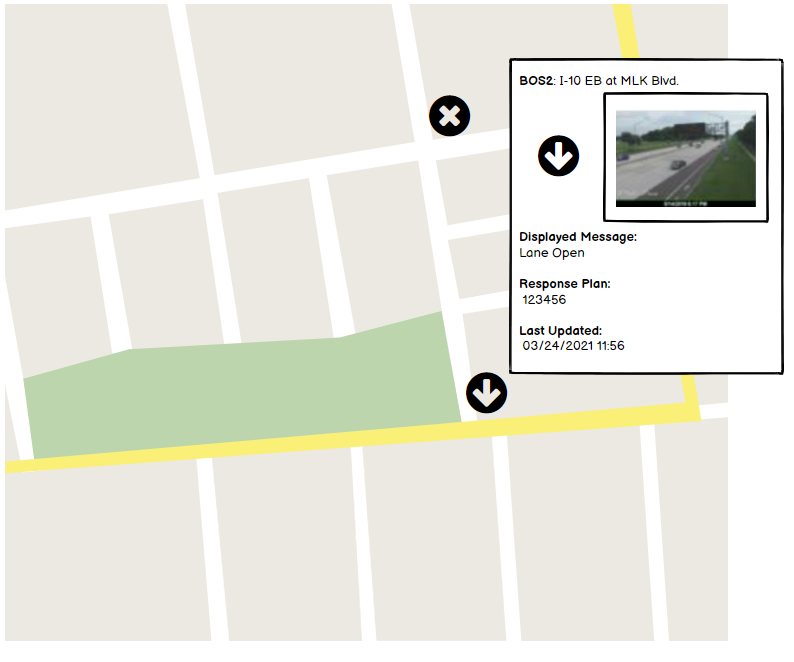 BOS2: I-10 EB at MLK Blvd.
Displayed Message:
Lane Open
Response Plan:
123456
Last Updated:
03/24/2021 11:56